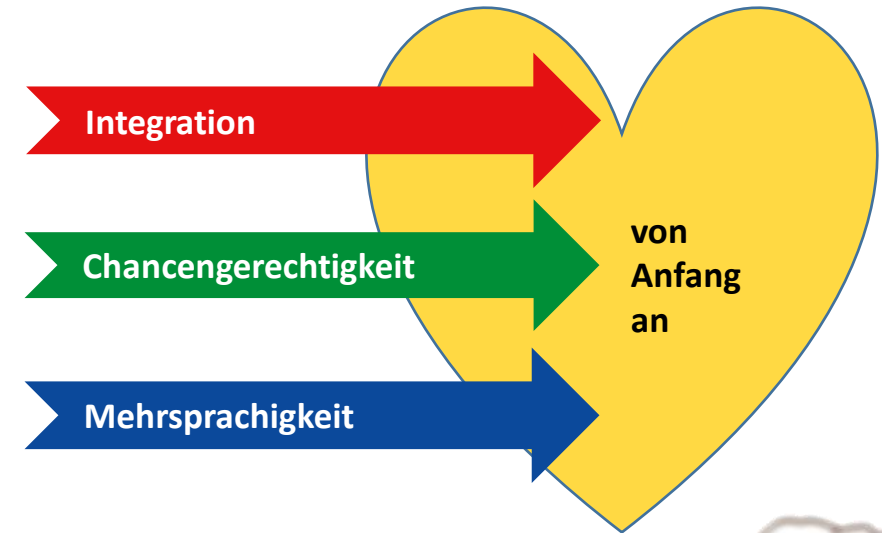 Integration
Chancengerechtigkeit
Mehrsprachigkeit
von
Anfang
an